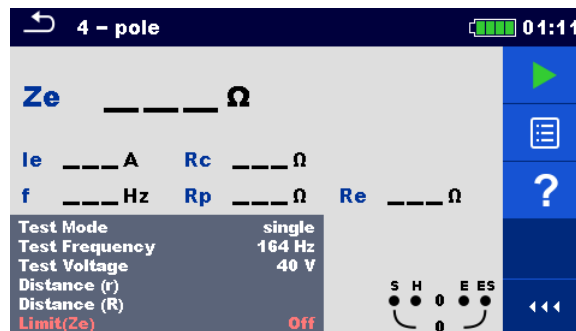 4 - pole 01:11
Ze ___ Ω
Ie ___ A Rc ___ Ω
f ___ Hz Rp ___ Ω Re ___ Ω
?
Test Mode single
Test Frequency 164 Hz
Test Voltage 40 V
Distance (r)
Distance (R)
Limit(Ze) Off
S H E ES
0
0